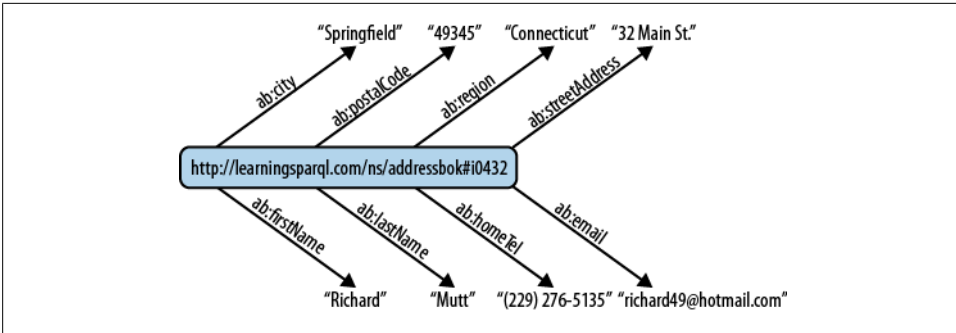 "Springfield" "49345" "Connecticut" "32 Main St."
ab:city ab:postalCode ab:region ab:streetAddress
http://learningsparql.com/ns/addressbok#i0432
ab:firstName ab:lastName ab:homeTel ab:email
"Richard" "Mutt" "(229) 276-5135" "richard49@hotmail.com"